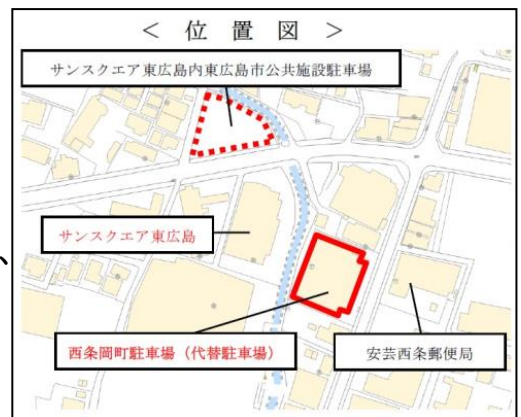 < 位 置 図 >
サンスクエア東広島内東広島市公共施設駐車場
サンスクエア東広島
西条岡町駐車場（代替駐車場）
安芸西条郵便局
、